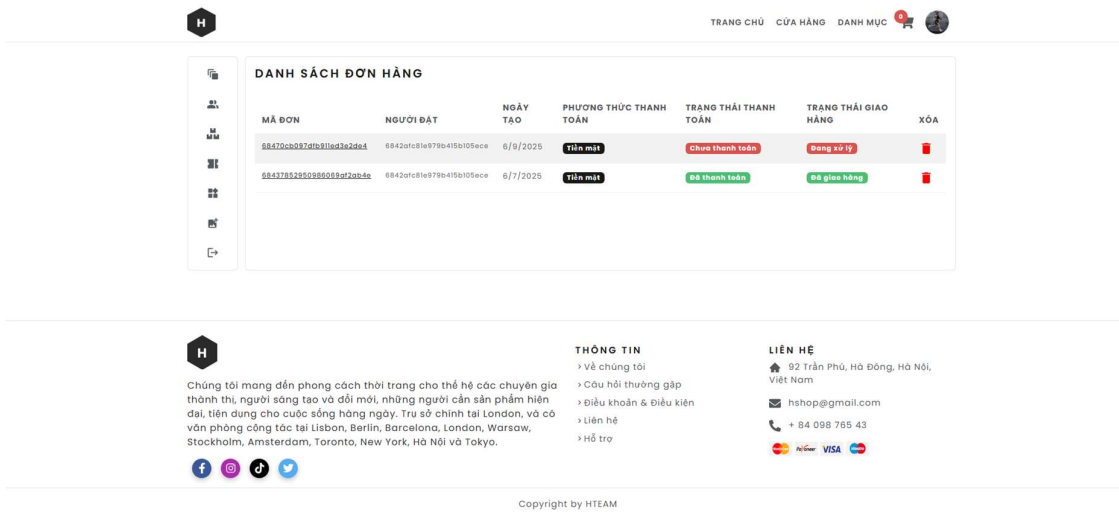 H
TRANG CHỦ CỬA HÀNG DANH MỤC 0
DANH SÁCH ĐƠN HÀNG
MÃ ĐƠN NGƯỜI ĐẶT NGÀY TẠO PHƯƠNG THỨC THANH TOÁN TRẠNG THÁI THANH TOÁN TRẠNG THÁI GIAO HÀNG XÓA
68470cb097dfb911ed3e2de4 6842afc81e979b415b105ece 6/9/2025 Tiền mặt Chưa thanh toán Đang xử lý
68437852950986069af2ab4e 6842afc81e979b415b105ece 6/7/2025 Tiền mặt Đã thanh toán Đã giao hàng
H
Chúng tôi mang đến phong cách thời trang cho thế hệ các chuyên gia
thành thị, người sáng tạo và đổi mới, những người cần sản phẩm hiện
đại, tiện dụng cho cuộc sống hàng ngày. Trụ sở chính tại London, và có
văn phòng cộng tác tại Lisbon, Berlin, Barcelona, London, Warsaw,
Stockholm, Amsterdam, Toronto, New York, Hà Nội và Tokyo.
THÔNG TIN
› Về chúng tôi
› Câu hỏi thường gặp
› Điều khoản & Điều kiện
› Liên hệ
› Hỗ trợ
LIÊN HỆ
92 Trần Phú, Hà Đông, Hà Nội,
Việt Nam
hshop@gmail.com
+ 84 098 765 43
Payoneer VISA
Copyright by HTEAM